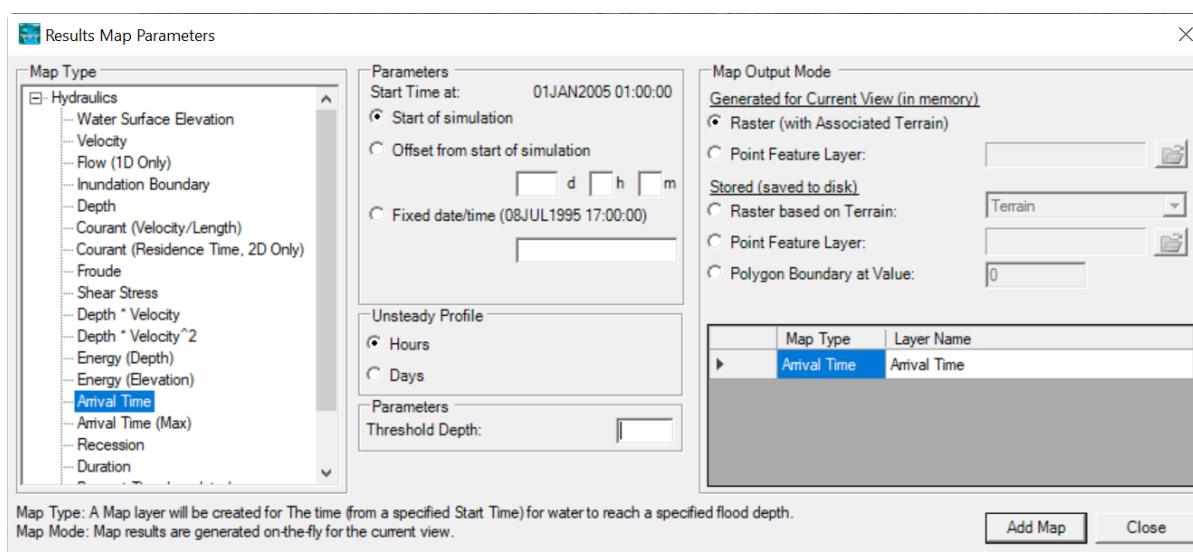 Results Map Parameters
Map Type
Hydraulics
Water Surface Elevation
Velocity
Flow (1D Only)
Inundation Boundary
Depth
Courant (Velocity/Length)
Courant (Residence Time, 2D Only)
Froude
Shear Stress
Depth * Velocity
Depth * Velocity^2
Energy (Depth)
Energy (Elevation)
Arrival Time
Arrival Time (Max)
Recession
Duration
Parameters
Start Time at: 01JAN2005 01:00:00
Start of simulation
Offset from start of simulation
d h m
Fixed date/time (08JUL1995 17:00:00)
Unsteady Profile
Hours
Days
Parameters
Threshold Depth:
Map Output Mode
Generated for Current View (in memory)
Raster (with Associated Terrain)
Point Feature Layer:
Stored (saved to disk)
Raster based on Terrain: Terrain
Point Feature Layer:
Polygon Boundary at Value: 0
Map Type Layer Name
Arrival Time Arrival Time
Map Type: A Map layer will be created for The time (from a specified Start Time) for water to reach a specified flood depth.
Map Mode: Map results are generated on-the-fly for the current view.
Add Map Close